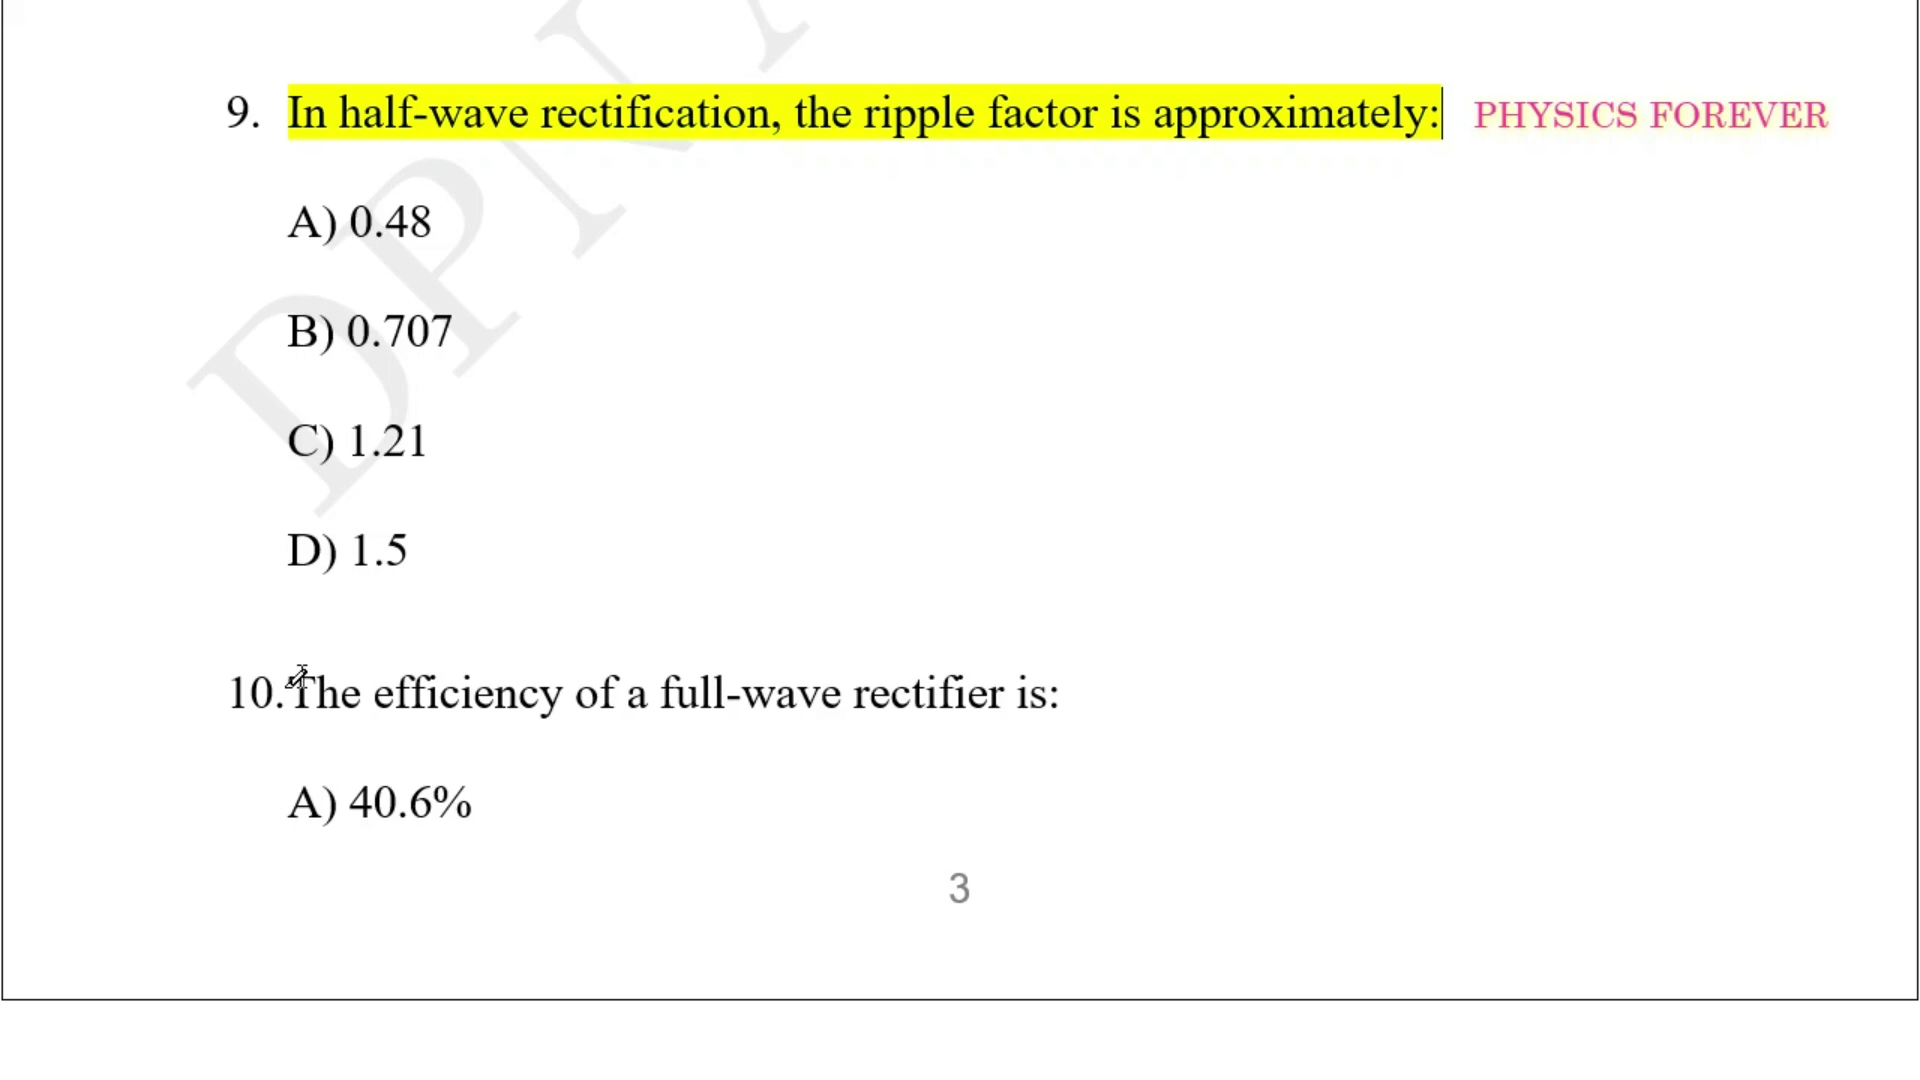 9. In half-wave rectification, the ripple factor is approximately: PHYSICS FOREVER
A) 0.48
B) 0.707
C) 1.21
D) 1.5
10. The efficiency of a full-wave rectifier is:
A) 40.6%
3